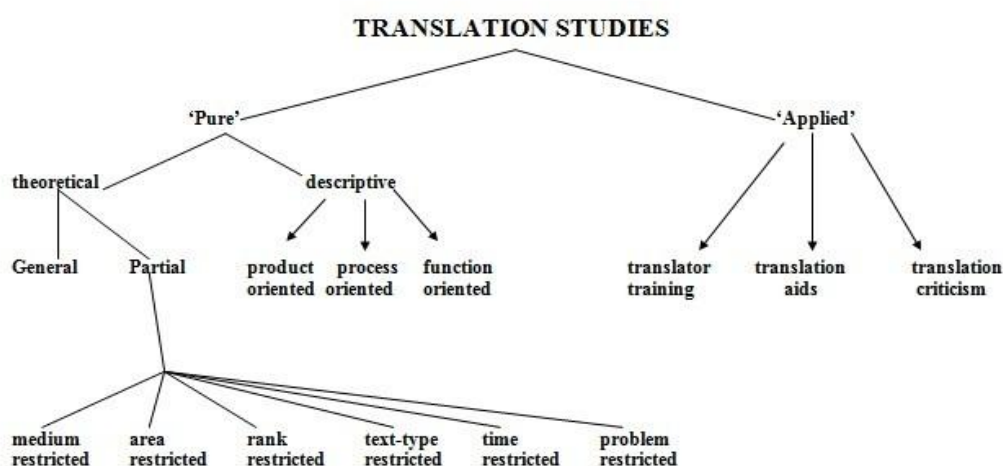 TRANSLATION STUDIES
‘Pure’ ‘Applied’
theoretical descriptive
General Partial product process function translator translation translation
oriented oriented oriented training aids criticism
medium area rank text-type time problem
restricted restricted restricted restricted restricted restricted